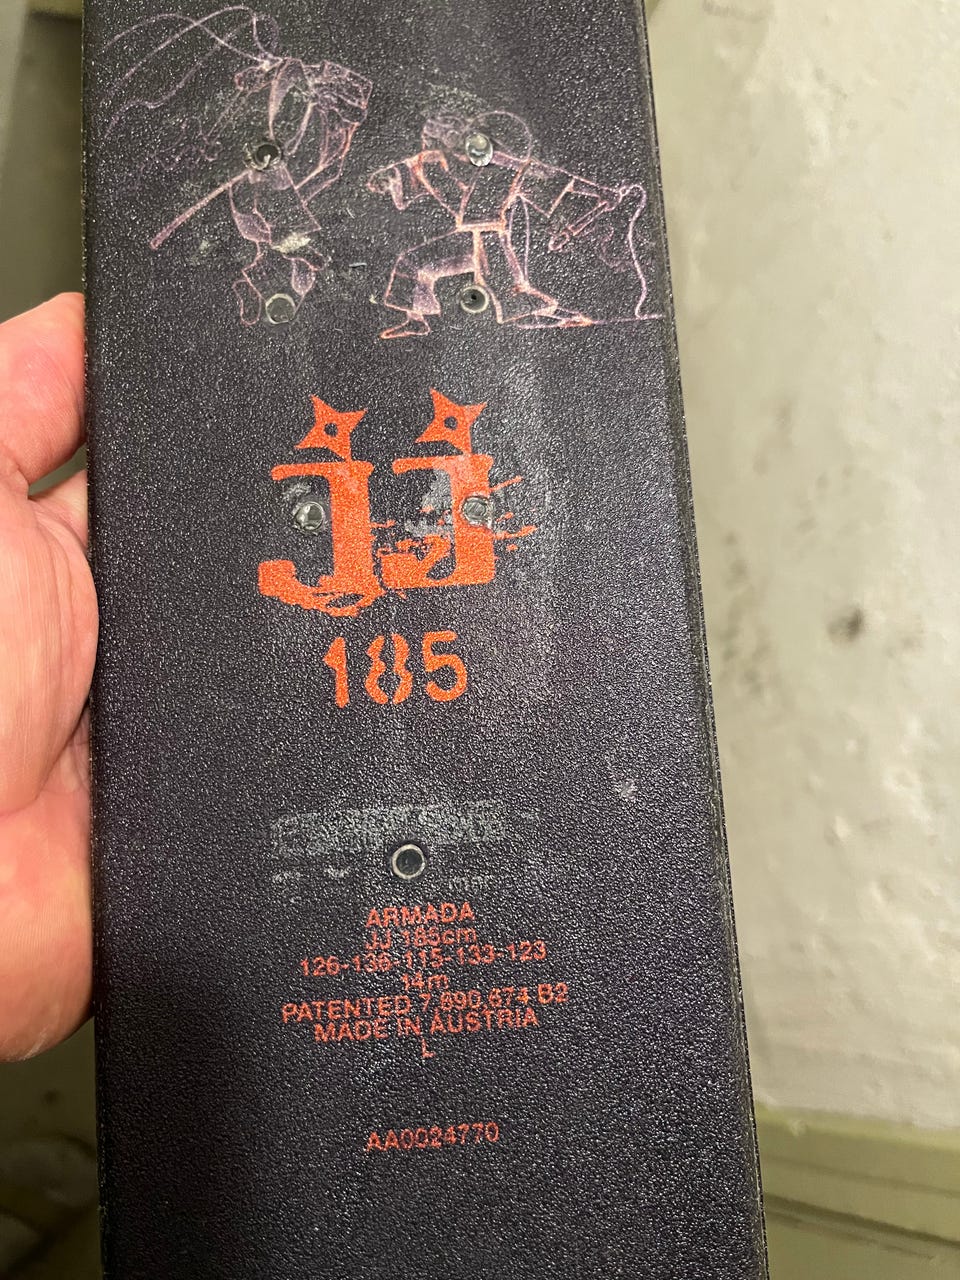 jj
185
ARMADA
JJ 185cm
126-136-115-133-123
14m
PATENTED 7,890,674 B2
MADE IN AUSTRIA
L
AA0024770